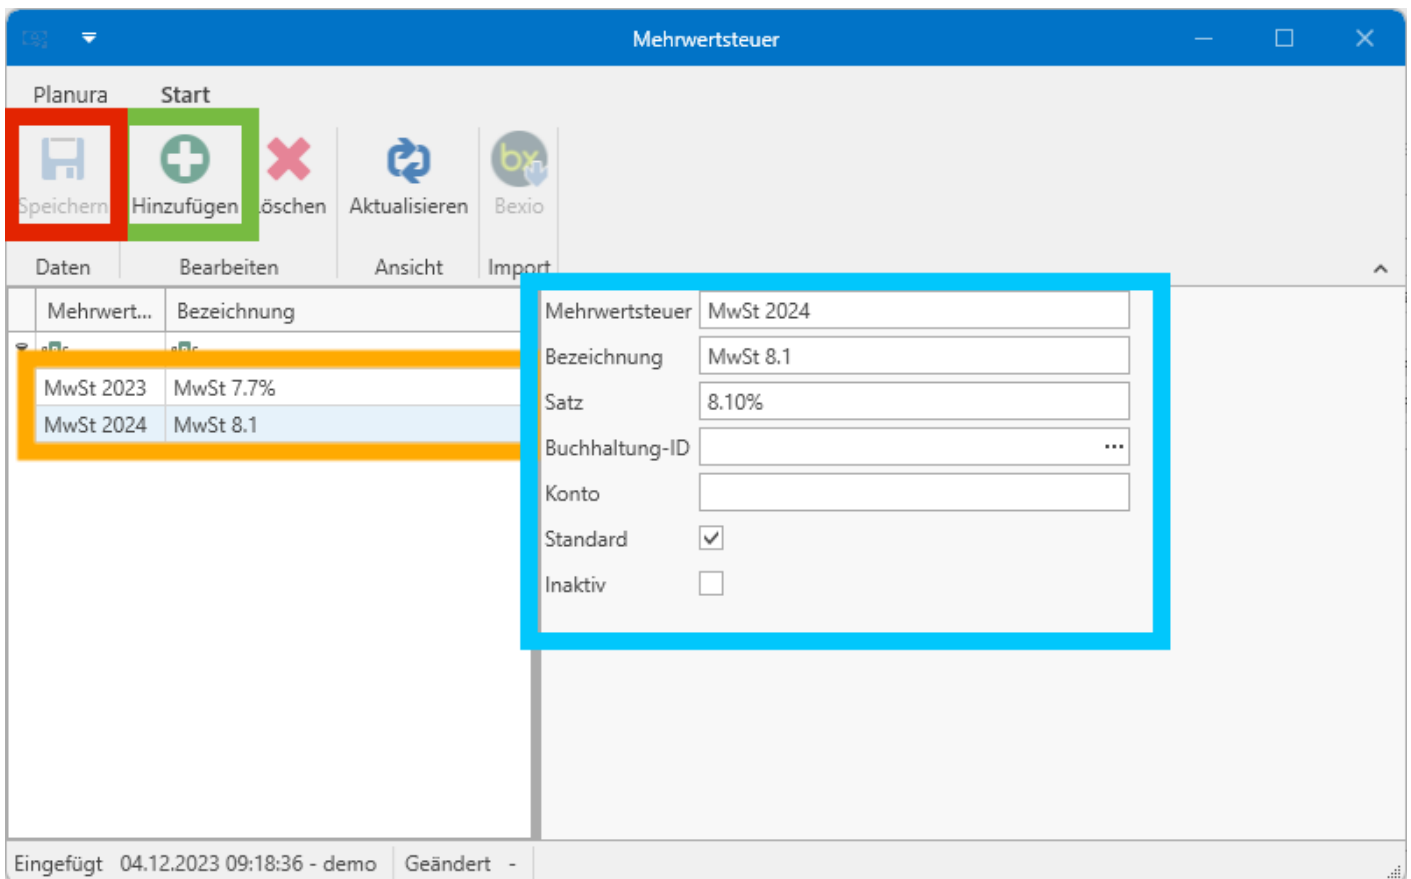 Mehrwertsteuer
Planura Start
Speichern Hinzufügen Löschen Aktualisieren Bexio
Daten Bearbeiten Ansicht Import
Mehrwert... Bezeichnung
MwSt 2023 MwSt 7.7%
MwSt 2024 MwSt 8.1
Mehrwertsteuer MwSt 2024
Bezeichnung MwSt 8.1
Satz 8.10%
Buchhaltung-ID ...
Konto
Standard
Inaktiv
Eingefügt 04.12.2023 09:18:36 - demo Geändert -